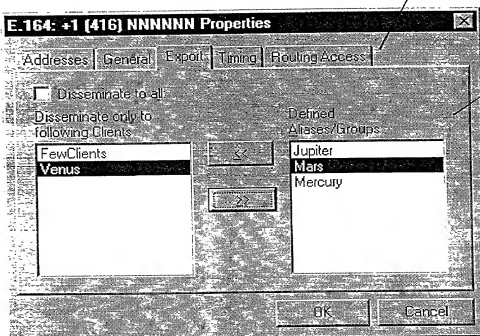 E.164: +1 (416) NNNNNN Properties
Addresses General Export Timing Routing Access
Disseminate to all
Disseminate only to
following Clients
Defined
Aliases/Groups
FewClients
Venus
<<
>>
Jupiter
Mars
Mercury
OK Cancel